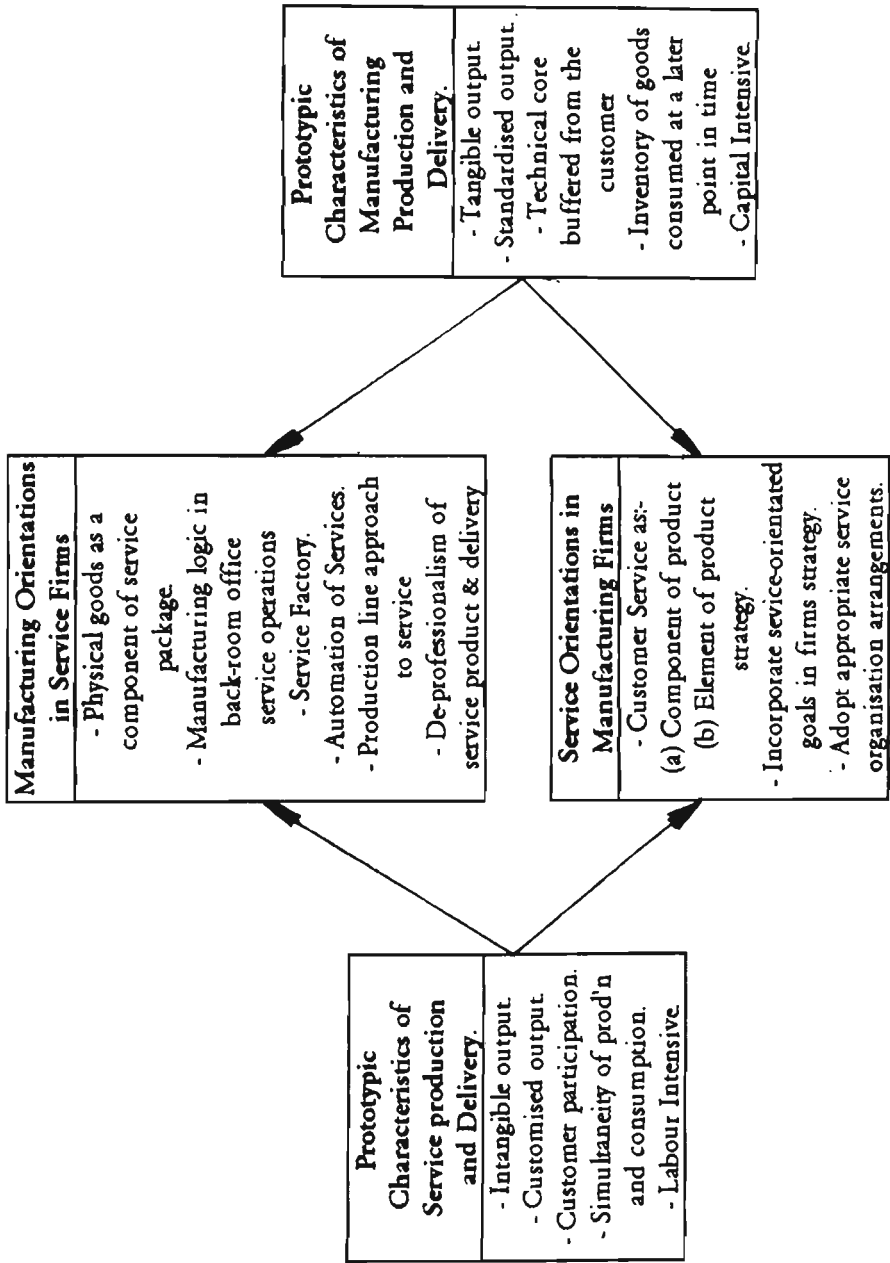 Prototypic
Characteristics of
Service production
and Delivery.
- Intangible output.
- Customised output.
- Customer participation.
- Simultaneity of prod'n
and consumption.
- Labour Intensive.
Manufacturing Orientations
in Service Firms
- Physical goods as a
component of service
package.
- Manufacturing logic in
back-room office
service operations
- Service Factory.
- Automation of Services.
- Production line approach
to service
- De-professionalism of
service product & delivery
Service Orientations in
Manufacturing Firms
- Customer Service as:-
(a) Component of product
(b) Element of product
strategy.
- Incorporate sevice-orientated
goals in firms strategy.
- Adopt appropriate service
organisation arrangements.
Prototypic
Characteristics of
Manufacturing
Production and
Delivery.
- Tangible output.
- Standardised output.
- Technical core
buffered from the
customer
- Inventory of goods
consumed at a later
point in time
- Capital Intensive.